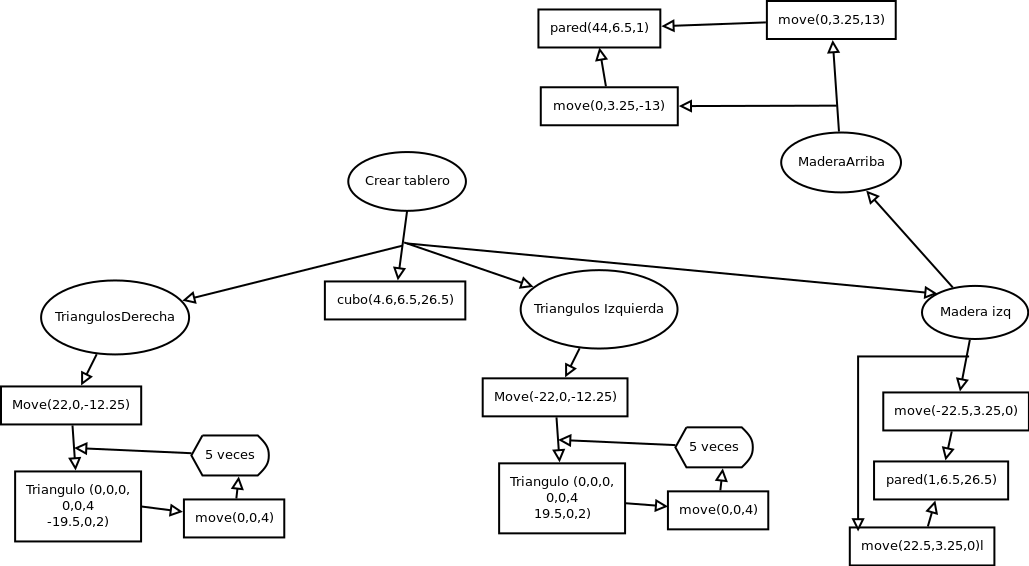 move(0,3.25,13)
pared(44,6.5,1)
move(0,3.25,-13)
MaderaArriba
Crear tablero
cubo(4.6,6.5,26.5)
Triangulos Izquierda
Madera izq
TriangulosDerecha
Move(22,0,-12.25)
Move(-22,0,-12.25)
move(-22.5,3.25,0)
5 veces
5 veces
pared(1,6.5,26.5)
Triangulo (0,0,0,
0,0,4
-19.5,0,2)
move(0,0,4)
Triangulo (0,0,0,
0,0,4
19.5,0,2)
move(0,0,4)
move(22.5,3.25,0)l